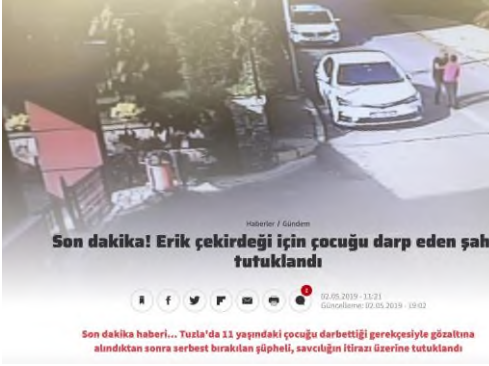 Haberler / Gündem
Son dakika! Erik çekirdeği için çocuğu darp eden şah
tutuklandı
02.05.2019 - 11:21
Güncelleme: 02.05.2019 - 19:02
Son dakika haberi... Tuzla'da 11 yaşındaki çocuğu darbettiği gerekçesiyle gözaltına
alındıktan sonra serbest bırakılan şüpheli, savcılığın itirazı üzerine tutuklandı